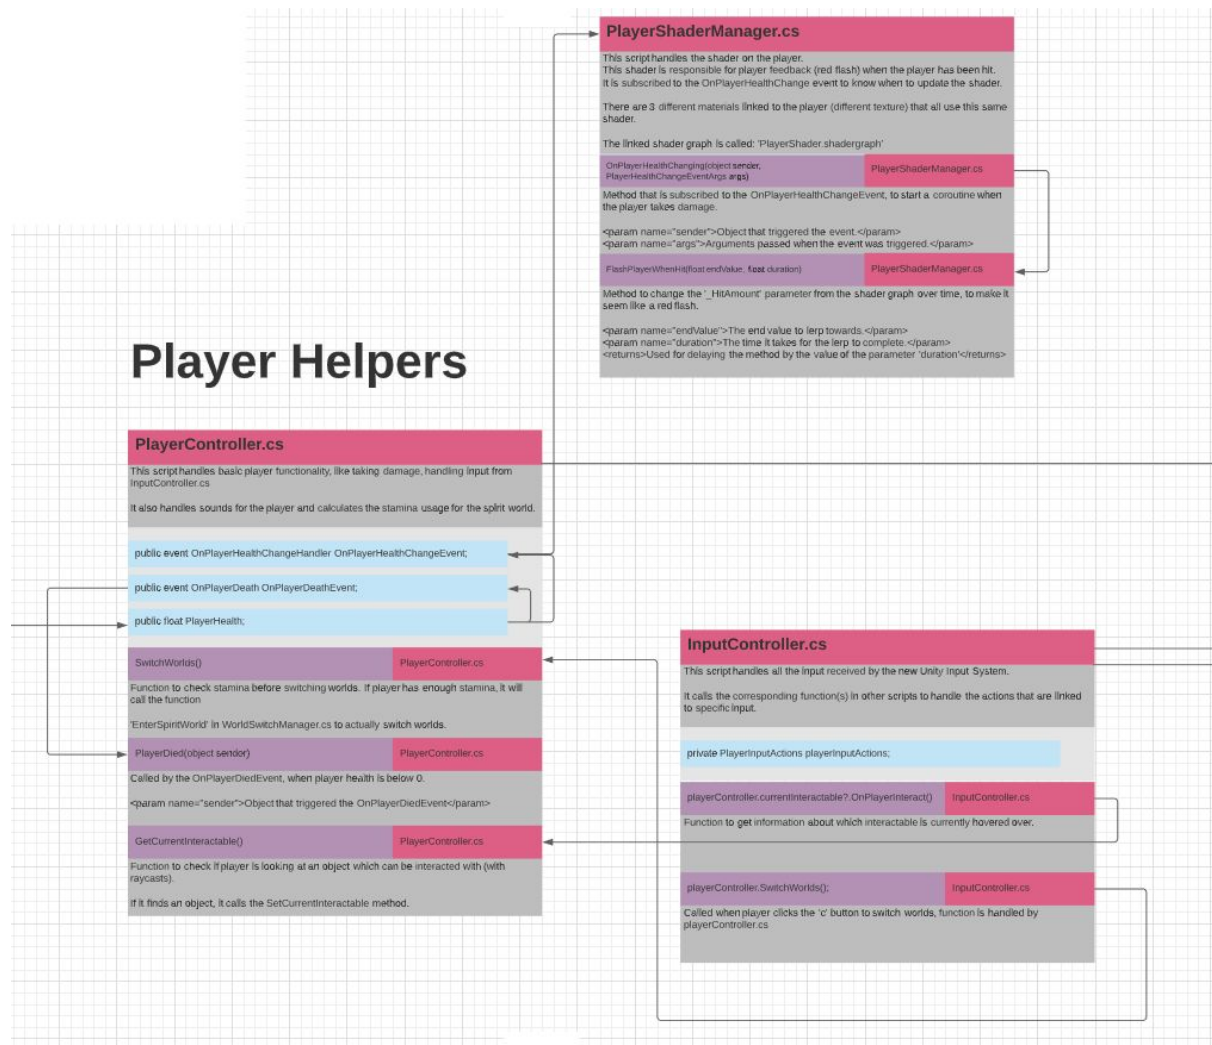 PlayerShaderManager.cs
This script handles the shader on the player.
This shader is responsible for player feedback (red flash) when the player has been hit.
It is subscribed to the OnPlayerHealthChange event to know when to update the shader.
There are 3 different materials linked to the player (different texture) that all use this same
shader.
The linked shader graph is called: 'PlayerShader.shadergraph'
OnPlayerHealthChanging(object sender,
PlayerHealthChangeEventArgs args)
PlayerShaderManager.cs
Method that is subscribed to the OnPlayerHealthChangeEvent, to start a coroutine when
the player takes damage.
<param name="sender">Object that triggered the event.</param>
<param name="args">Arguments passed when the event was triggered.</param>
FlashPlayerWhenHit(float endValue, float duration)
PlayerShaderManager.cs
Method to change the '_HitAmount' parameter from the shader graph over time, to make it
seem like a red flash.
<param name="endValue">The end value to lerp towards.</param>
<param name="duration">The time it takes for the lerp to complete.</param>
<returns>Used for delaying the method by the value of the parameter 'duration'</returns>
Player Helpers
PlayerController.cs
This script handles basic player functionality, like taking damage, handling input from
InputController.cs
It also handles sounds for the player and calculates the stamina usage for the spirit world.
public event OnPlayerHealthChangeHandler OnPlayerHealthChangeEvent;
public event OnPlayerDeath OnPlayerDeathEvent;
public float PlayerHealth;
SwitchWorlds()
PlayerController.cs
Function to check stamina before switching worlds. If player has enough stamina, it will
call the function
'EnterSpiritWorld' in WorldSwitchManager.cs to actually switch worlds.
PlayerDied(object sender)
PlayerController.cs
Called by the OnPlayerDiedEvent, when player health is below 0.
<param name="sender">Object that triggered the OnPlayerDiedEvent</param>
GetCurrentInteractable()
PlayerController.cs
Function to check if player is looking at an object which can be interacted with (with
raycasts).
If it finds an object, it calls the SetCurrentInteractable method.
InputController.cs
This script handles all the input received by the new Unity Input System.
It calls the corresponding function(s) in other scripts to handle the actions that are linked
to specific input.
private PlayerInputActions playerInputActions;
playerController.currentInteractable?.OnPlayerInteract()
InputController.cs
Function to get information about which interactable is currently hovered over.
playerController.SwitchWorlds();
InputController.cs
Called when player clicks the 'c' button to switch worlds, function is handled by
playerController.cs